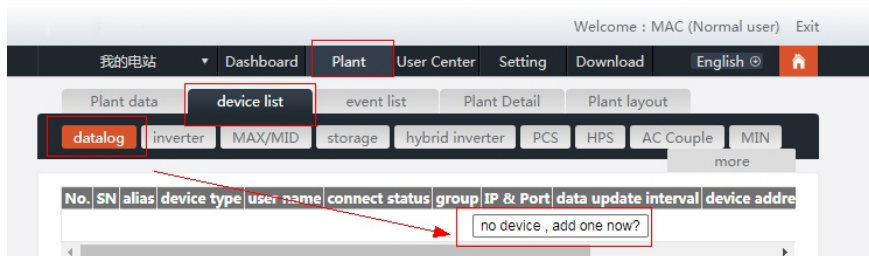 Welcome : MAC (Normal user) Exit
我的电站 Dashboard Plant User Center Setting Download English
Plant data device list event list Plant Detail Plant layout
datalog inverter MAX/MID storage hybrid inverter PCS HPS AC Couple MIN
more
No. SN alias device type user name connect status group IP & Port data update interval device addre
no device , add one now?